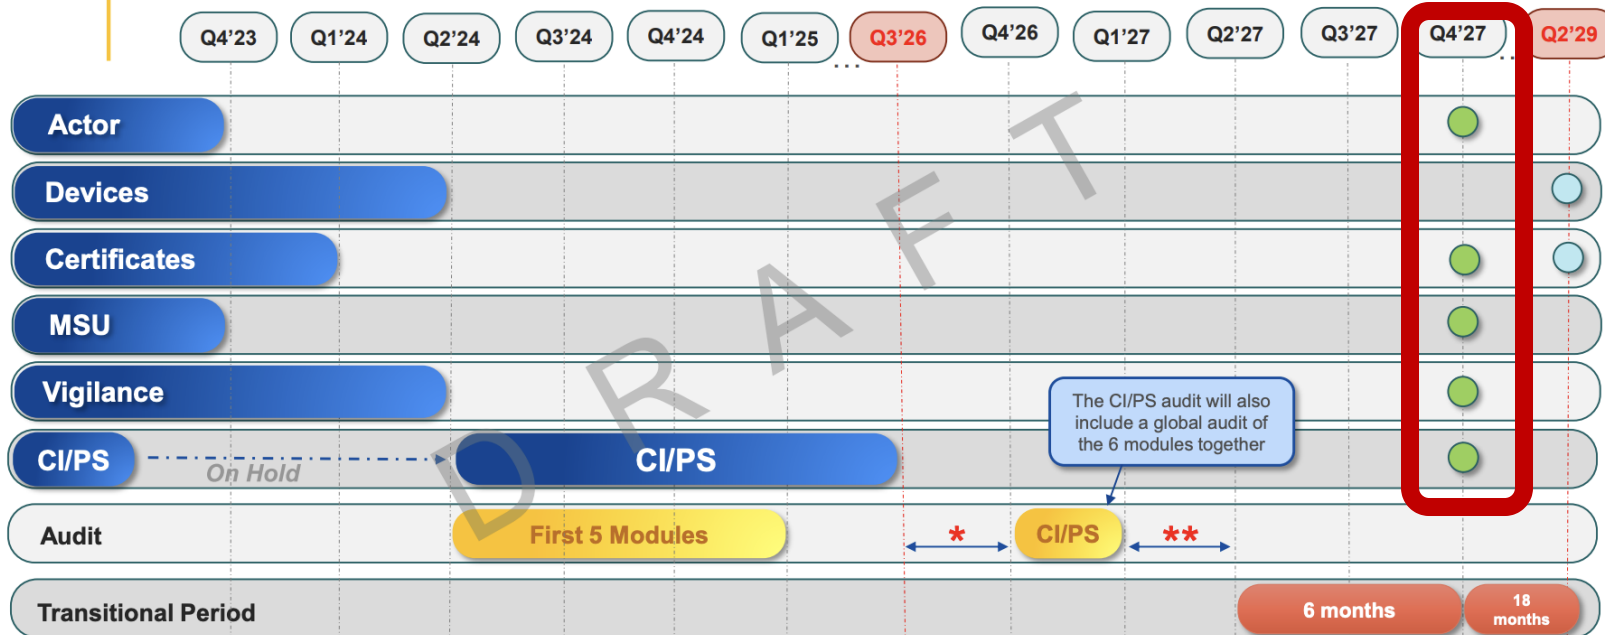 Q4'23 Q1'24 Q2'24 Q3'24 Q4'24 Q1'25 ... Q3'26 Q4'26 Q1'27 Q2'27 Q3'27 Q4'27 .. Q2'29
Actor
Devices
Certificates
MSU
Vigilance
The CI/PS audit will also
include a global audit of
the 6 modules together
CI/PS On Hold CI/PS
Audit First 5 Modules * CI/PS **
Transitional Period 6 months 18
months
DRAFT